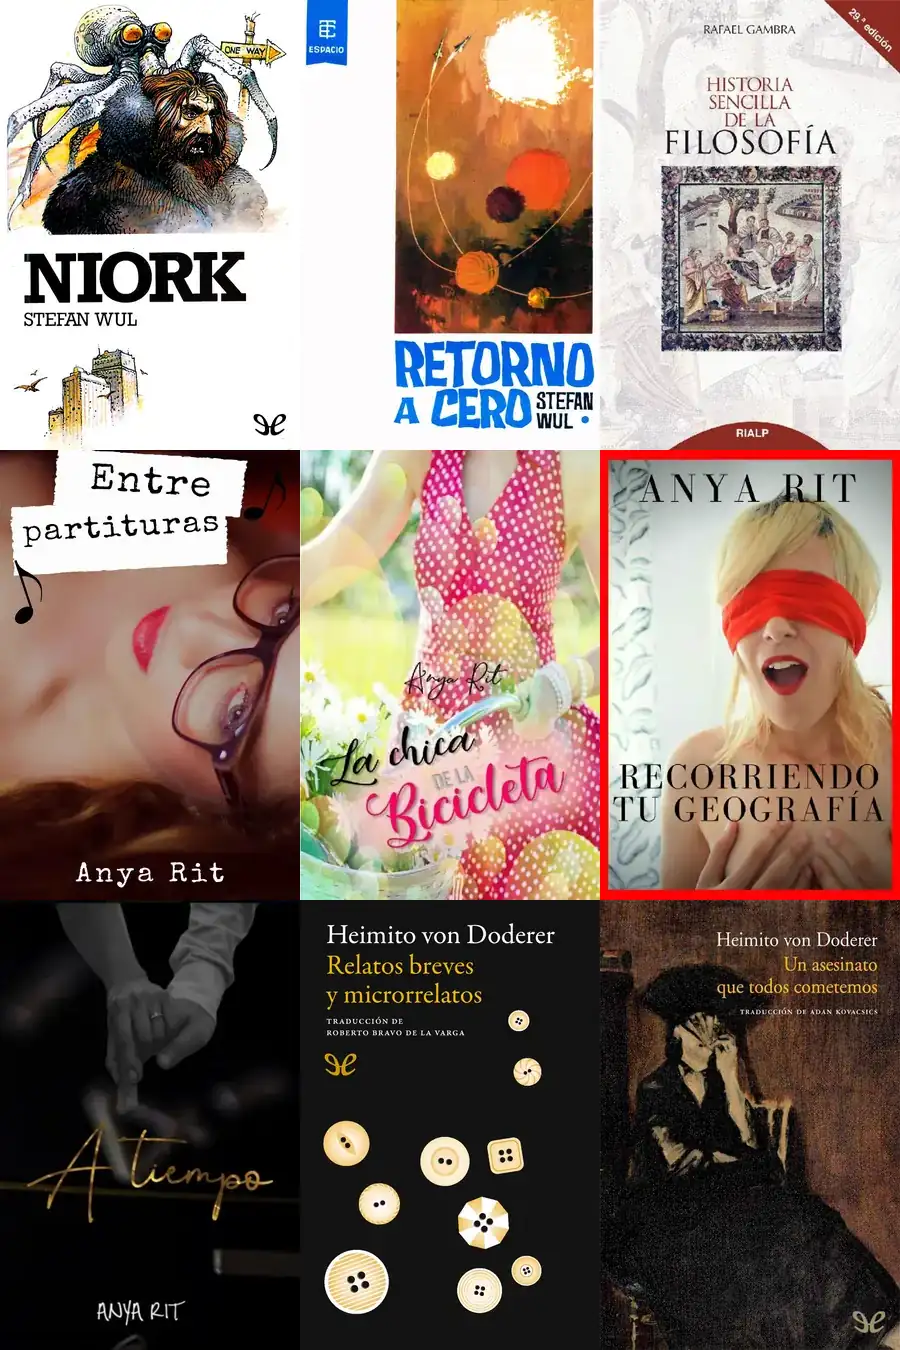 ONE WAY
NIORK
STEFAN WUL
ESPACIO
RETORNO
A CERO
STEFAN
WUL
29.ª edición
RAFAEL GAMBRA
HISTORIA
SENCILLA
DE LA
FILOSOFÍA
RIALP
Entre
partituras
Anya Rit
Anya Rit
La chica
DE LA
Bicicleta
ANYA RIT
RECORRIENDO
TU GEOGRAFÍA
A tiempo
ANYA RIT
Heimito von Doderer
Relatos breves
y microrrelatos
TRADUCCIÓN DE
ROBERTO BRAVO DE LA VARGA
Heimito von Doderer
Un asesinato
que todos cometemos
TRADUCCIÓN DE ADAN KOVACSICS